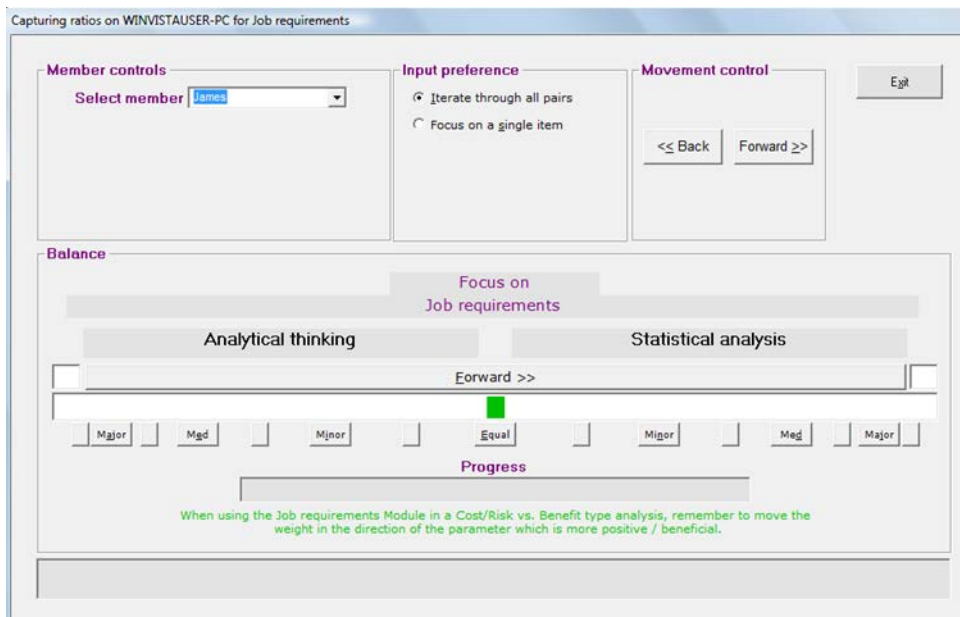 Capturing ratios on WINVISTAUSER-PC for Job requirements
Member controls
Select member James
Input preference
Iterate through all pairs
Focus on a single item
Movement control
<< Back Forward >>
Exit
Balance
Focus on
Job requirements
Analytical thinking Statistical analysis
Forward >>
Major Med Minor Equal Minor Med Major
Progress
When using the Job requirements Module in a Cost/Risk vs. Benefit type analysis, remember to move the
weight in the direction of the parameter which is more positive / beneficial.